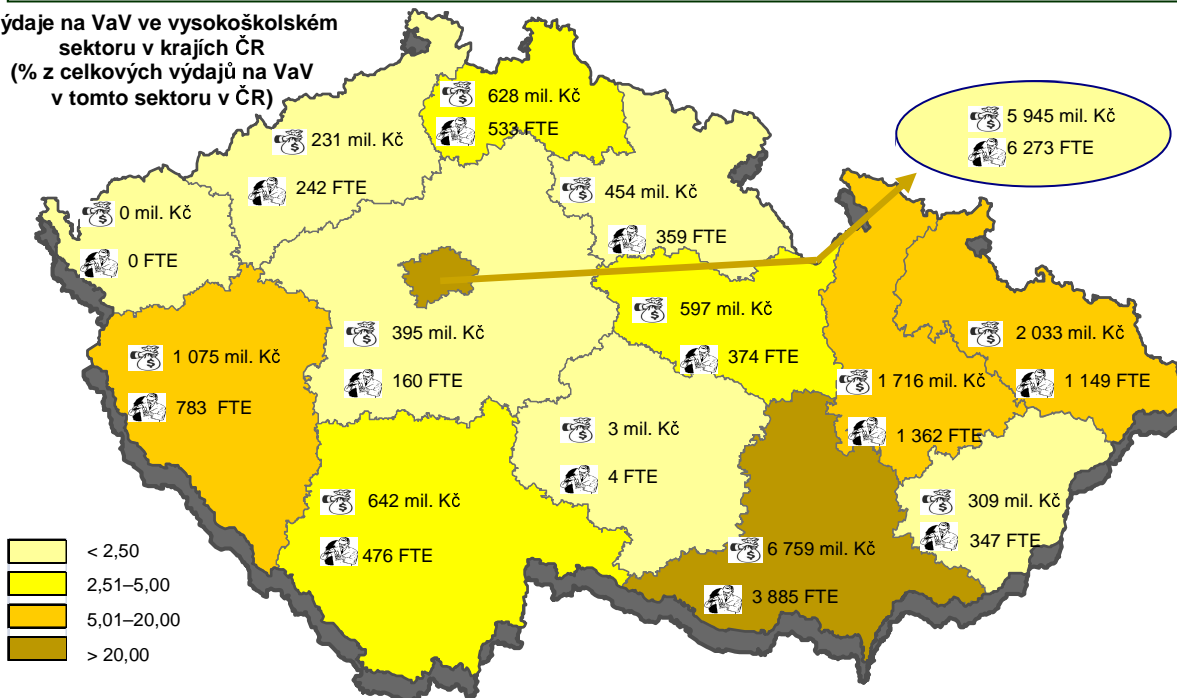 ýdaje na VaV ve vysokoškolském
sektoru v krajích ČR
(% z celkových výdajů na VaV
v tomto sektoru v ČR)
628 mil. Kč
533 FTE
5 945 mil. Kč
6 273 FTE
231 mil. Kč
242 FTE
454 mil. Kč
359 FTE
0 mil. Kč
0 FTE
597 mil. Kč
374 FTE
395 mil. Kč
160 FTE
2 033 mil. Kč
1 149 FTE
1 075 mil. Kč
783 FTE
1 716 mil. Kč
1 362 FTE
3 mil. Kč
4 FTE
642 mil. Kč
476 FTE
309 mil. Kč
347 FTE
6 759 mil. Kč
3 885 FTE
< 2,50
2,51–5,00
5,01–20,00
> 20,00